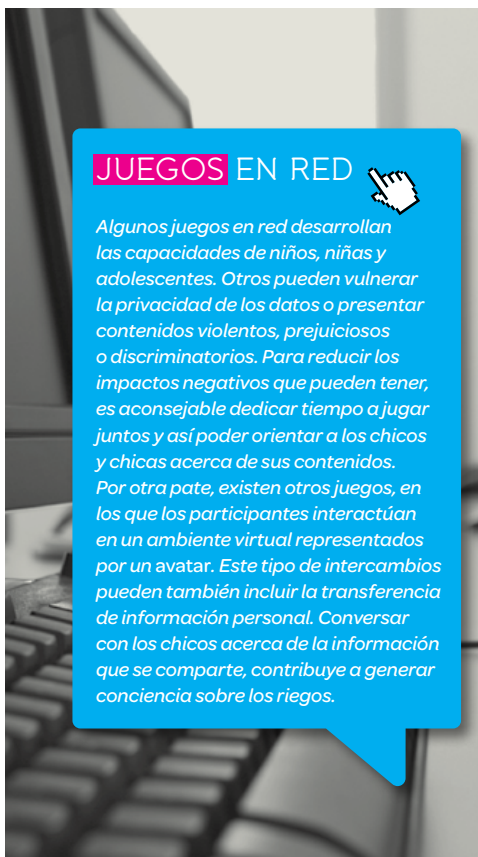 JUEGOS EN RED
Algunos juegos en red desarrollan
las capacidades de niños, niñas y
adolescentes. Otros pueden vulnerar
la privacidad de los datos o presentar
contenidos violentos, prejuiciosos
o discriminatorios. Para reducir los
impactos negativos que pueden tener,
es aconsejable dedicar tiempo a jugar
juntos y así poder orientar a los chicos
y chicas acerca de sus contenidos.
Por otra pate, existen otros juegos, en
los que los participantes interactúan
en un ambiente virtual representados
por un avatar. Este tipo de intercambios
pueden también incluir la transferencia
de información personal. Conversar
con los chicos acerca de la información
que se comparte, contribuye a generar
conciencia sobre los riegos.